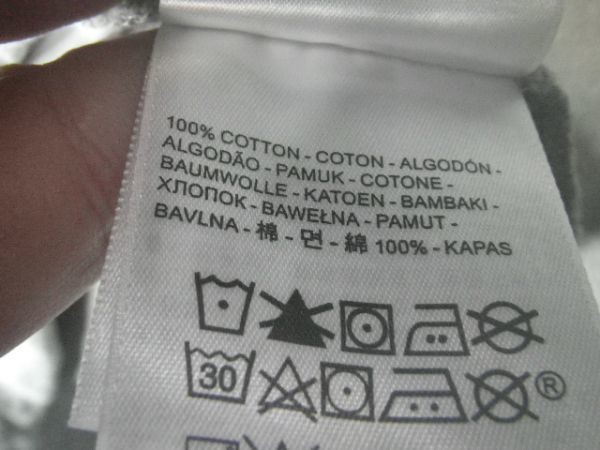 100% COTTON - COTON - ALGODÓN -
ALGODÃO - PAMUK - COTONE -
BAUMWOLLE - KATOEN - BAMBAKI -
ХЛОПОК - BAWEŁNA - PAMUT -
BAVLNA - 棉 - 면 - 綿 100% - KAPAS
30 ®